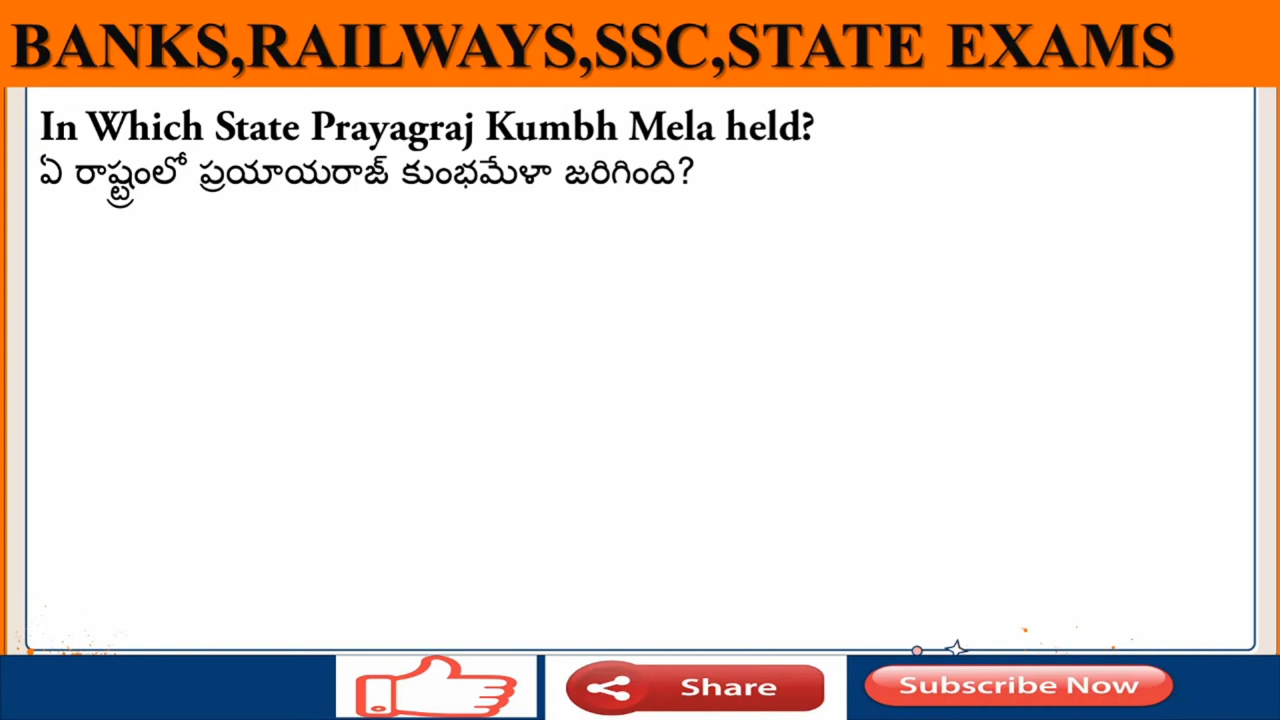 BANKS,RAILWAYS,SSC,STATE EXAMS
In Which State Prayagraj Kumbh Mela held?
ఏ రాష్ట్రంలో ప్రయాయరాజ్ కుంభమేళా జరిగింది?
Share
Subscribe Now